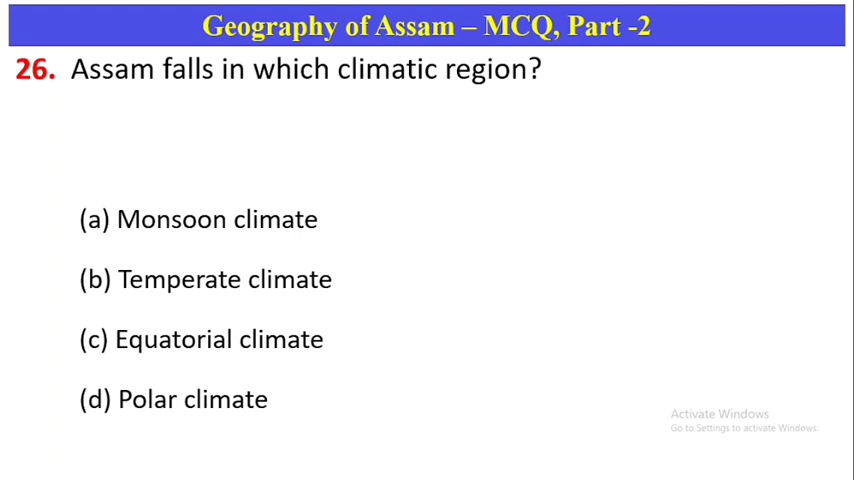 Geography of Assam – MCQ, Part -2
26. Assam falls in which climatic region?
(a) Monsoon climate
(b) Temperate climate
(c) Equatorial climate
(d) Polar climate
Activate Windows
Go to Settings to activate Windows.